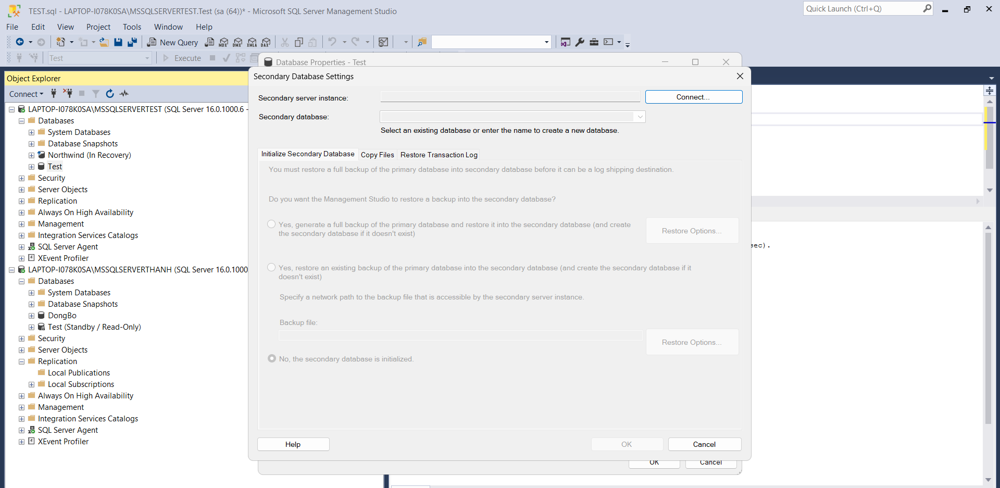 TEST.sql - LAPTOP-I078K0SA\MSSQLSERVERTEST.Test (sa (64))* - Microsoft SQL Server Management Studio
Quick Launch (Ctrl+Q)
File Edit View Project Tools Window Help
New Query MDX DMX XMLA DAX
Test Execute
Database Properties - Test
Object Explorer
Secondary Database Settings
Connect
Secondary server instance: Connect...
LAPTOP-I078K0SA\MSSQLSERVERTEST (SQL Server 16.0.1000.6 -
Databases
Secondary database:
System Databases
Select an existing database or enter the name to create a new database.
Database Snapshots
Northwind (In Recovery)
Initialize Secondary Database Copy Files Restore Transaction Log
Test
You must restore a full backup of the primary database into secondary database before it can be a log shipping destination.
Security
Server Objects
Replication
Do you want the Management Studio to restore a backup into the secondary database?
Always On High Availability
Management
Yes, generate a full backup of the primary database and restore it into the secondary database (and create
the secondary database if it doesn't exist)
Restore Options...
Integration Services Catalogs
SQL Server Agent
sec).
XEvent Profiler
LAPTOP-I078K0SA\MSSQLSERVERTHANH (SQL Server 16.0.1000
Yes, restore an existing backup of the primary database into the secondary database (and create the secondary database if it
doesn't exist)
Databases
System Databases
Specify a network path to the backup file that is accessible by the secondary server instance.
Database Snapshots
DongBo
Backup file:
Test (Standby / Read-Only)
Security
Restore Options...
Server Objects
Replication
No, the secondary database is initialized.
Local Publications
Local Subscriptions
Always On High Availability
Management
Integration Services Catalogs
SQL Server Agent
XEvent Profiler
Help OK Cancel
OK Cancel